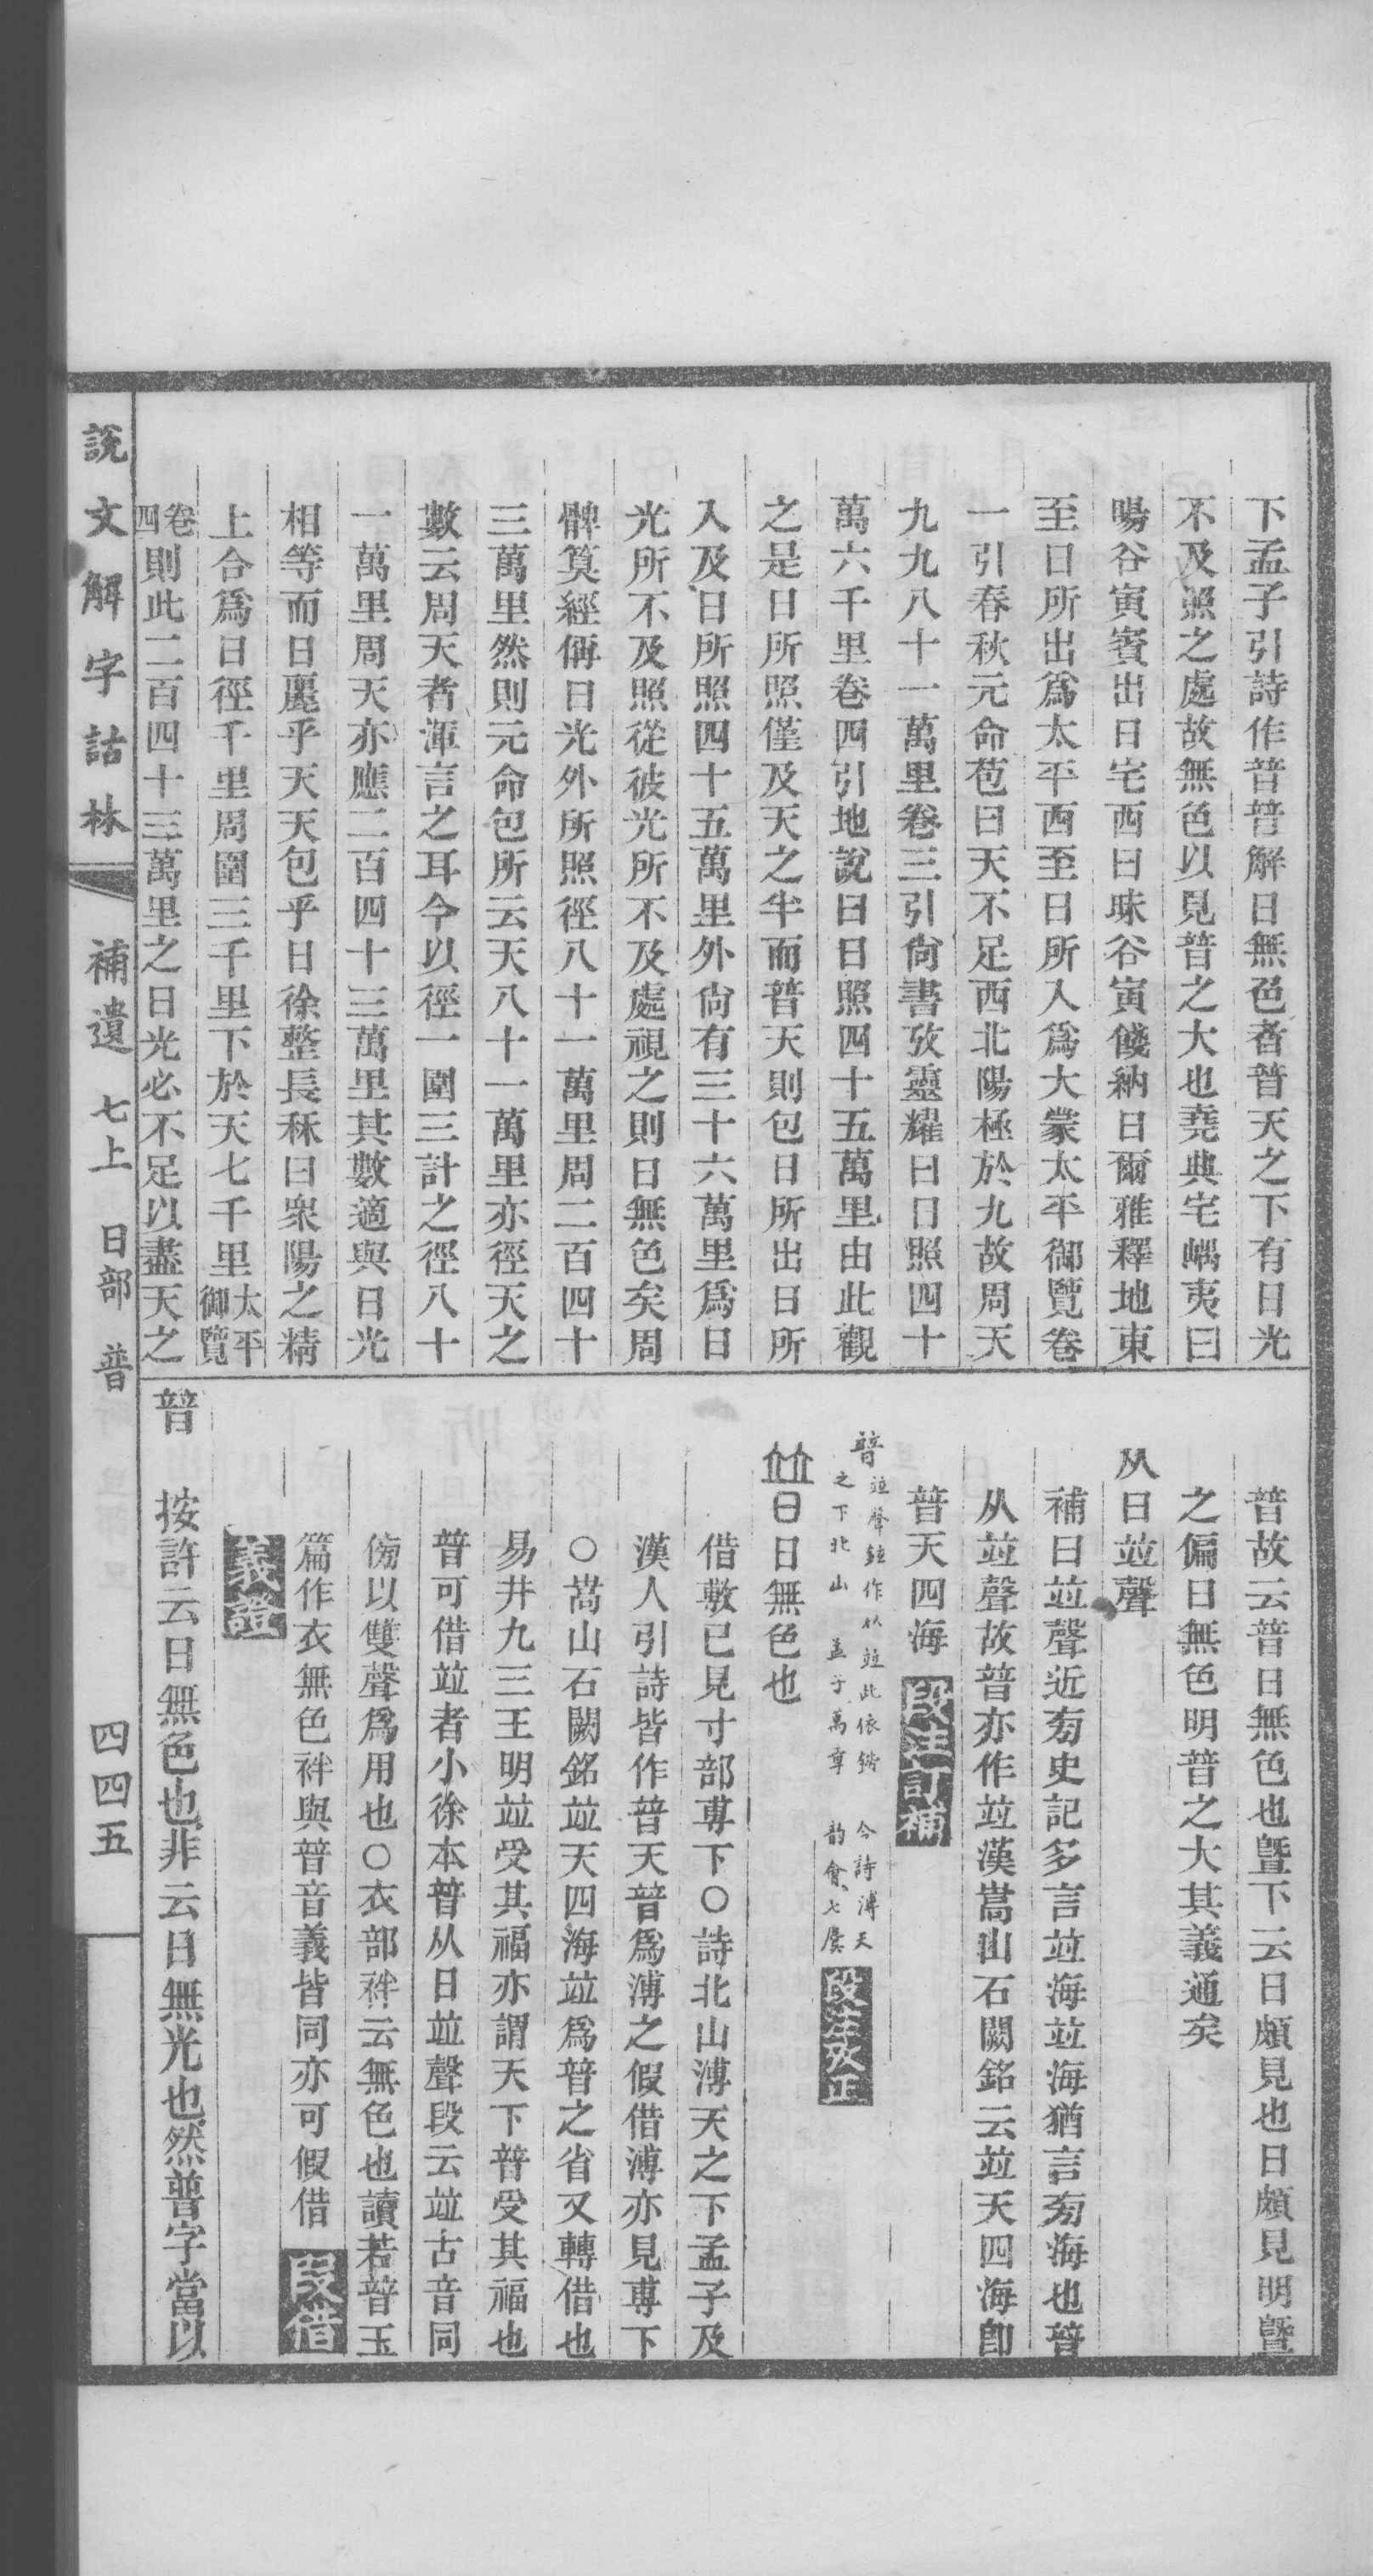 下孟子引詩作普普解日無色者普天之下有日光
不及照之處故無色以見普之大也堯典宅嵎夷曰
暘谷寅賓出日宅西曰昧谷寅餞納日爾雅釋地東
至日所出爲太平西至日所入爲大蒙太平御覽卷
一引春秋元命苞曰天不足西北陽極於九故周天
九九八十一萬里卷三引尙書攷靈耀曰日照四十
萬六千里卷四引地說曰日照四十五萬里由此觀
之是日所照僅及天之半而普天則包日所出日所
入及日所照四十五萬里外尙有三十六萬里爲日
光所不及照從彼光所不及處視之則日無色矣周
髀算經偁日光外所照徑八十一萬里周二百四十
三萬里然則元命包所云天八十一萬里亦徑天之
數云周天者渾言之耳今以徑一圍三計之徑八十
一萬里周天亦應二百四十三萬里其數適與日光
相等而日麗乎天天包乎日徐整長秝曰衆陽之精
上合爲日徑千里周圍三千里下於天七千里太平御覽
卷四則此二百四十三萬里之日光必不足以盡天之
普故云普日無色也曁下云日頗見也日頗見明曁
之偏日無色明普之大其義通矣
从日竝聲
補曰竝聲近㫄史記多言竝海竝海猶言㫄海也暜
从竝聲故普亦作竝漢嵩山石闕銘云竝天四海卽
暜天四海 段注訂補
暜竝聲鉉作从竝此依鍇 今詩溥天
之下北山 孟子萬章 韵會七麌 段注攷正
暜日無色也
借敷已見寸部尃下○詩北山溥天之下孟子及
漢人引詩皆作暜天暜爲溥之假借溥亦見尃下
○嵩山石闕銘竝天四海竝爲暜之省又轉借也
易井九三王明竝受其福亦謂天下暜受其福也
暜可借竝者小徐本暜从日竝聲段云竝古音同
傍以雙聲爲用也○衣部袢云無色也讀若暜玉
篇作衣無色袢與暜音義皆同亦可假借 段借
義證
暜 按許云日無色也非云日無光也然普字當以
說文解字詁林 補遺 七上 日部 普 四四五